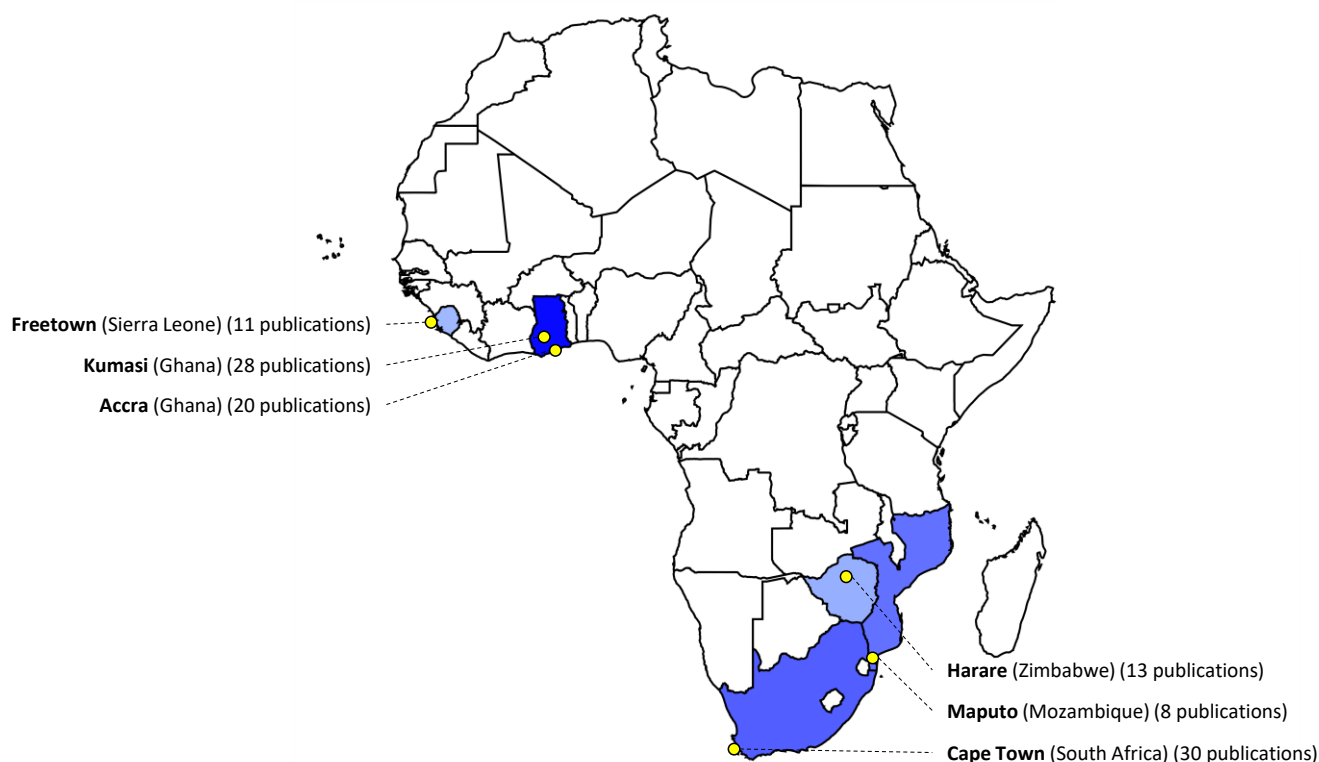 Freetown (Sierra Leone) (11 publications)
Kumasi (Ghana) (28 publications)
Accra (Ghana) (20 publications)
Harare (Zimbabwe) (13 publications)
Maputo (Mozambique) (8 publications)
Cape Town (South Africa) (30 publications)